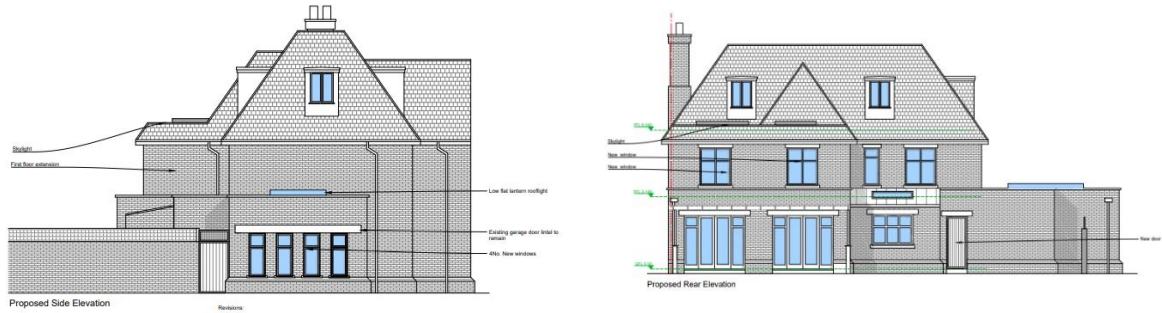 Skylight
First floor extension
Low flat lantern rooflight
Existing garage door lintel to
remain
4No. New windows
Proposed Side Elevation
Revisions:
Skylight
New window
New window
New door
Proposed Rear Elevation